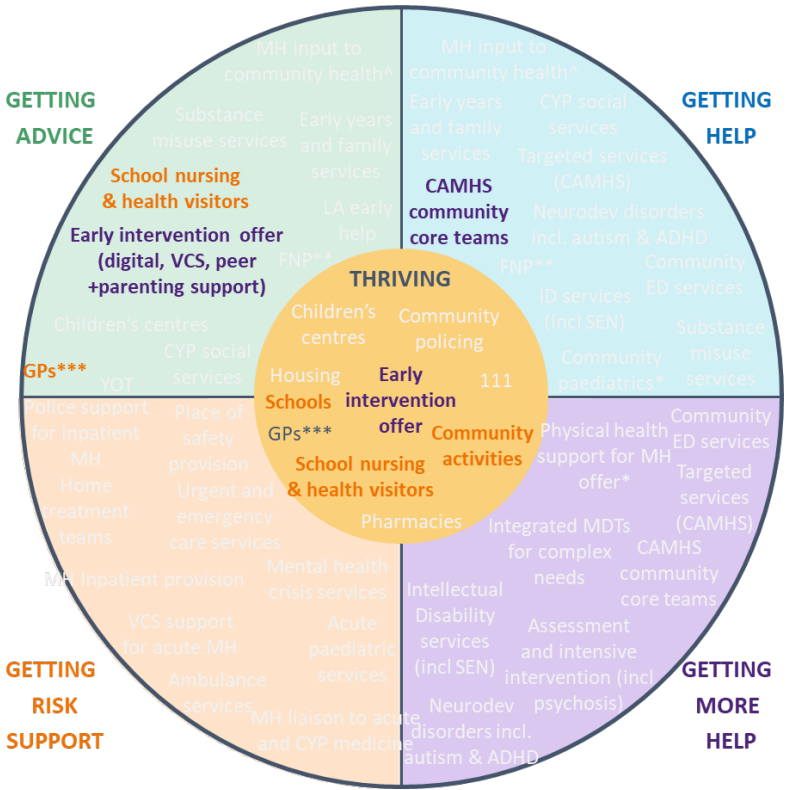 GETTING
ADVICE
MH input to
community health^
Substance
misuse services
Early years
and family
services
School nursing
& health visitors
LA early
help
Early intervention offer
(digital, VCS, peer
+parenting support)
FNP**
Children's centres
CYP social
services
GPs***
YOT
GETTING
HELP
MH input to
community health^
Early years
and family
services
CYP social
services
Targeted services
(CAMHS)
CAMHS
community
core teams
Neurodev disorders
incl. autism & ADHD
FNP**
Community
ED services
ID services
(incl SEN)
Substance
misuse
services
Community
paediatrics*
THRIVING
Children's
centres
Community
policing
Housing
Early
intervention
offer
111
Schools
GPs***
Community
activities
School nursing
& health visitors
Pharmacies
GETTING
RISK
SUPPORT
Police support
for inpatient
MH
Place of
safety
provision
Home
treatment
teams
Urgent and
emergency
care services
MH Inpatient provision
Mental health
crisis services
VCS support
for acute MH
Acute
paediatric
services
Ambulance
services
MH liaison to acute
and CYP medicine
GETTING
MORE
HELP
Physical health
support for MH
offer*
Community
ED services
Targeted
services
(CAMHS)
Integrated MDTs
for complex
needs
CAMHS
community
core teams
Intellectual
Disability
services
(incl SEN)
Assessment
and intensive
intervention (incl
psychosis)
Neurodev
disorders incl.
autism & ADHD